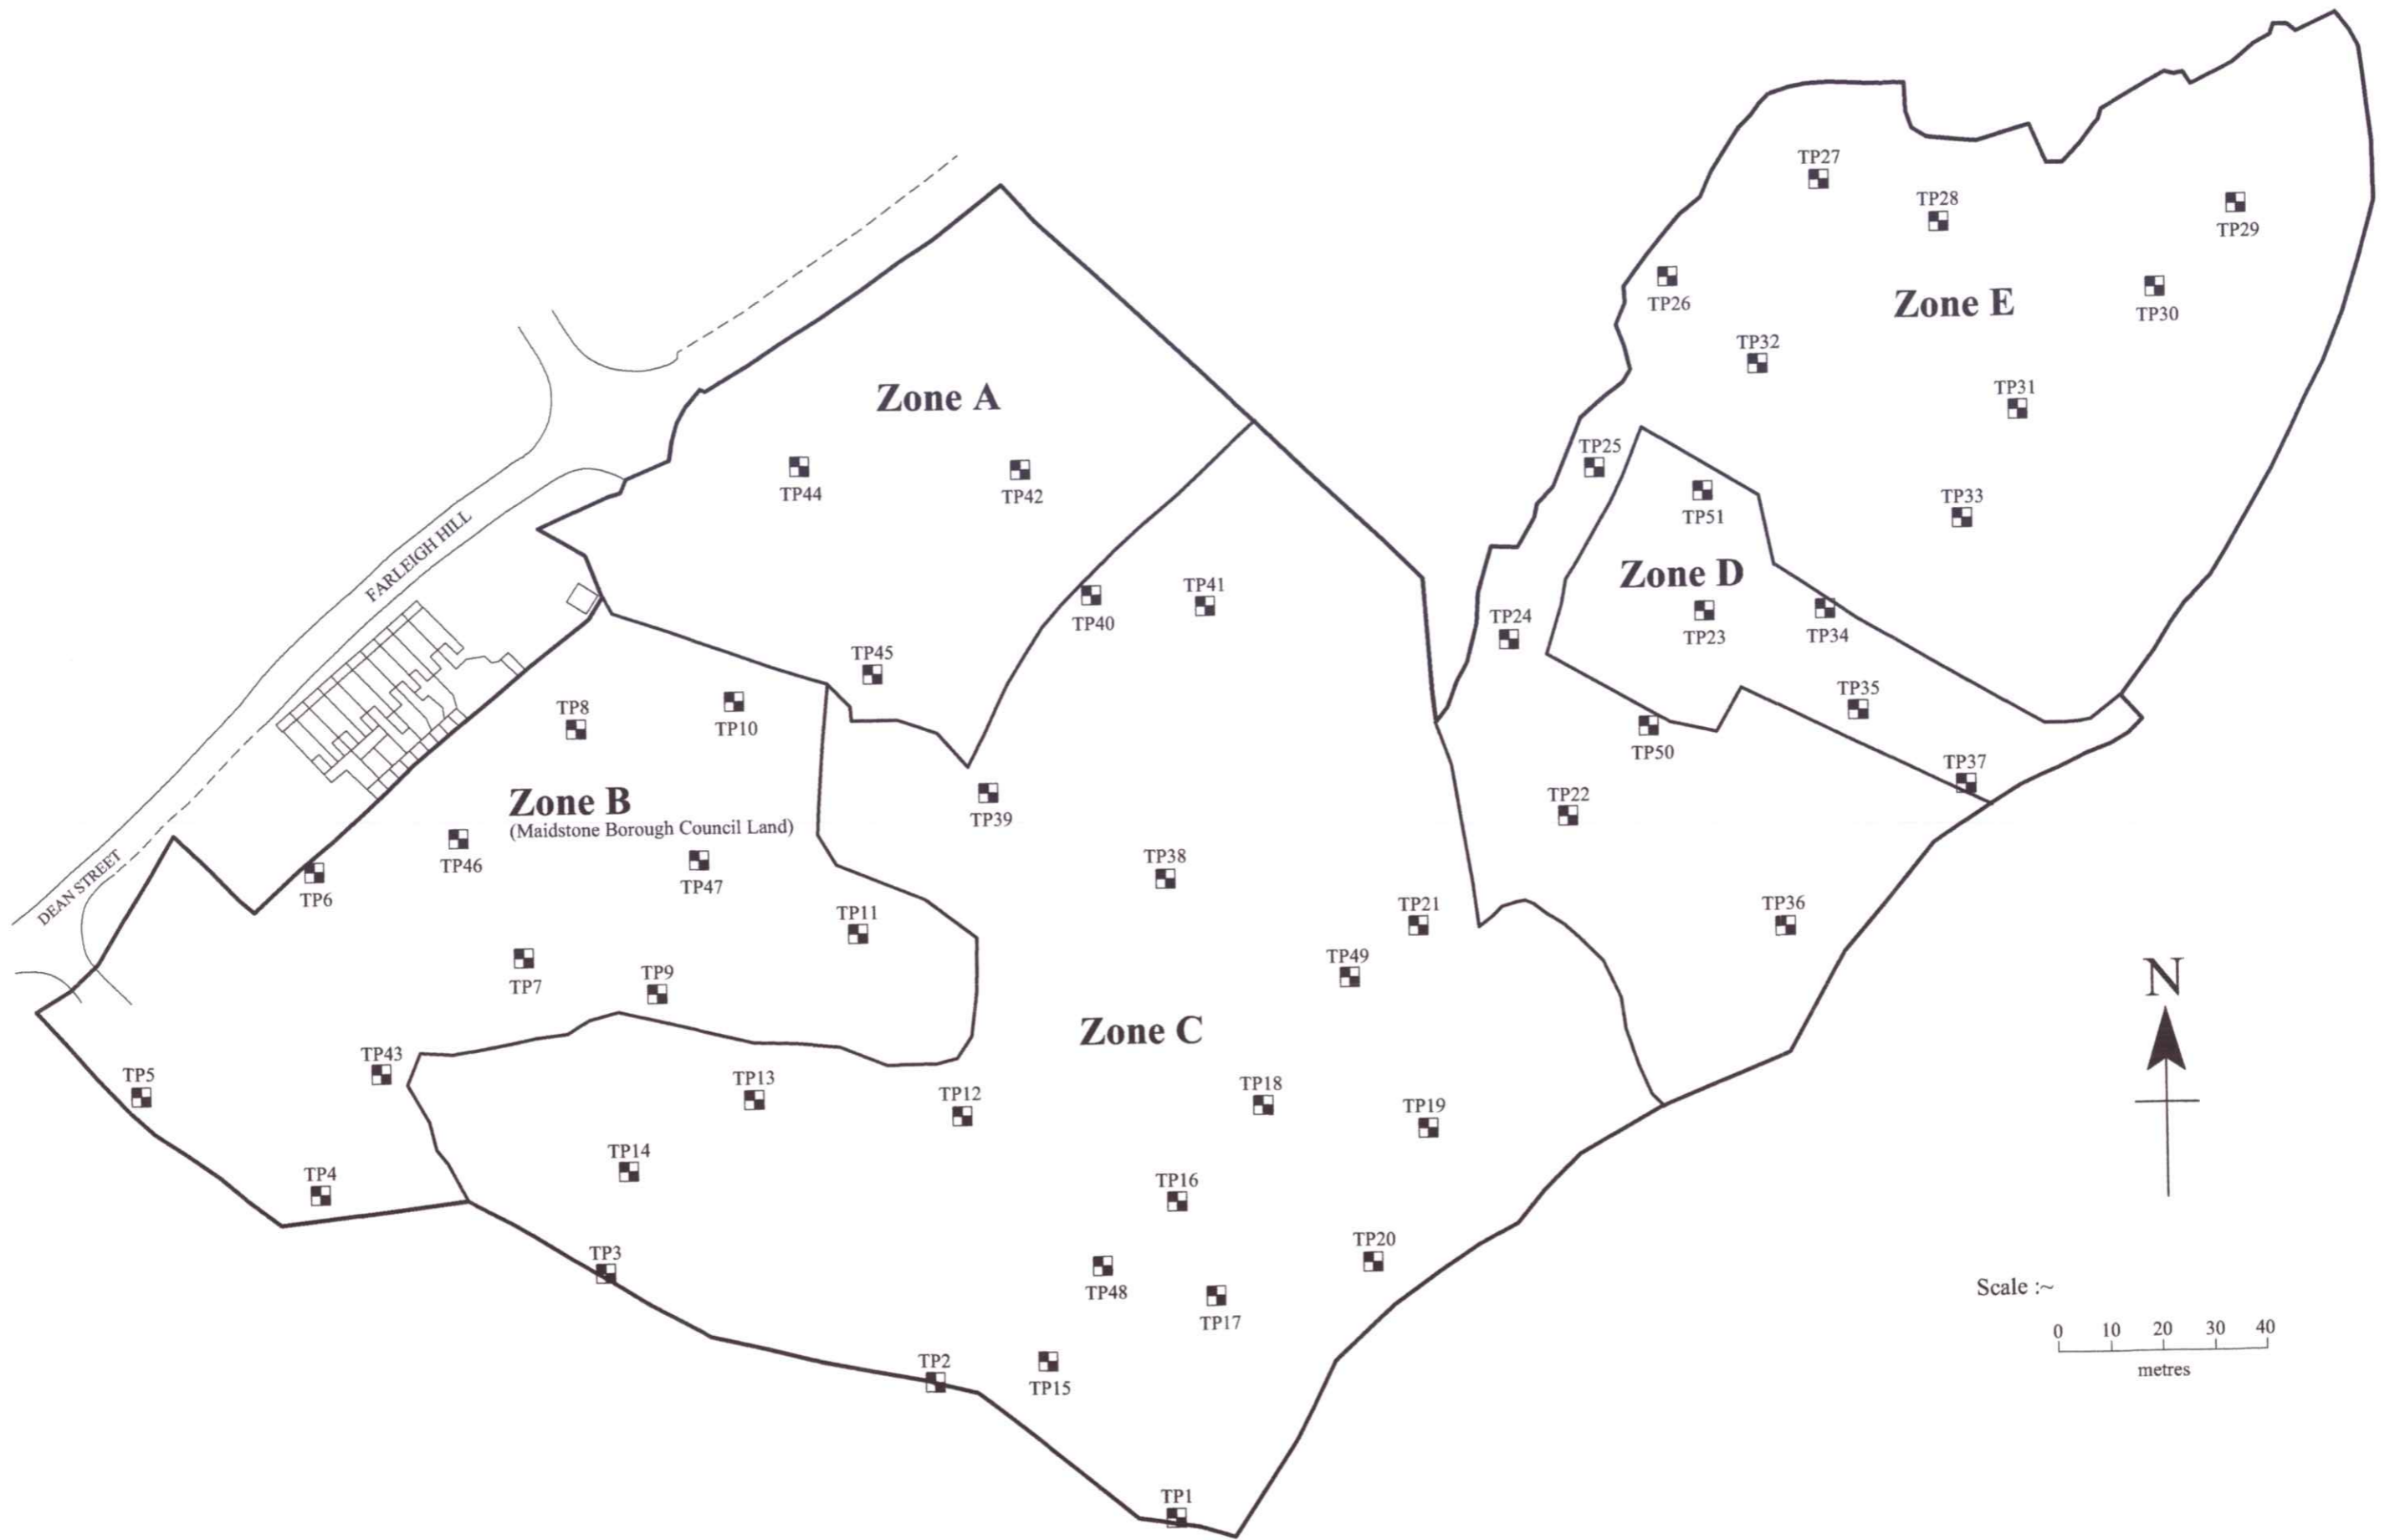 TP27
TP28
TP29
TP26
Zone E
TP30
TP32
TP31
Zone A
TP25
TP44
TP42
TP51
TP33
FARLEIGH HILL
Zone D
TP41
TP40
TP24
TP23
TP34
TP45
TP8
TP10
TP35
TP50
TP37
Zone B
(Maidstone Borough Council Land)
TP39
TP22
TP46
TP47
TP38
DEAN STREET
TP6
TP11
TP21
TP36
TP49
TP7
TP9
N
Zone C
TP43
TP5
TP13
TP12
TP18
TP19
TP14
TP4
TP16
TP3
TP20
TP48
Scale :~
TP17
0 10 20 30 40
metres
TP2
TP15
TP1